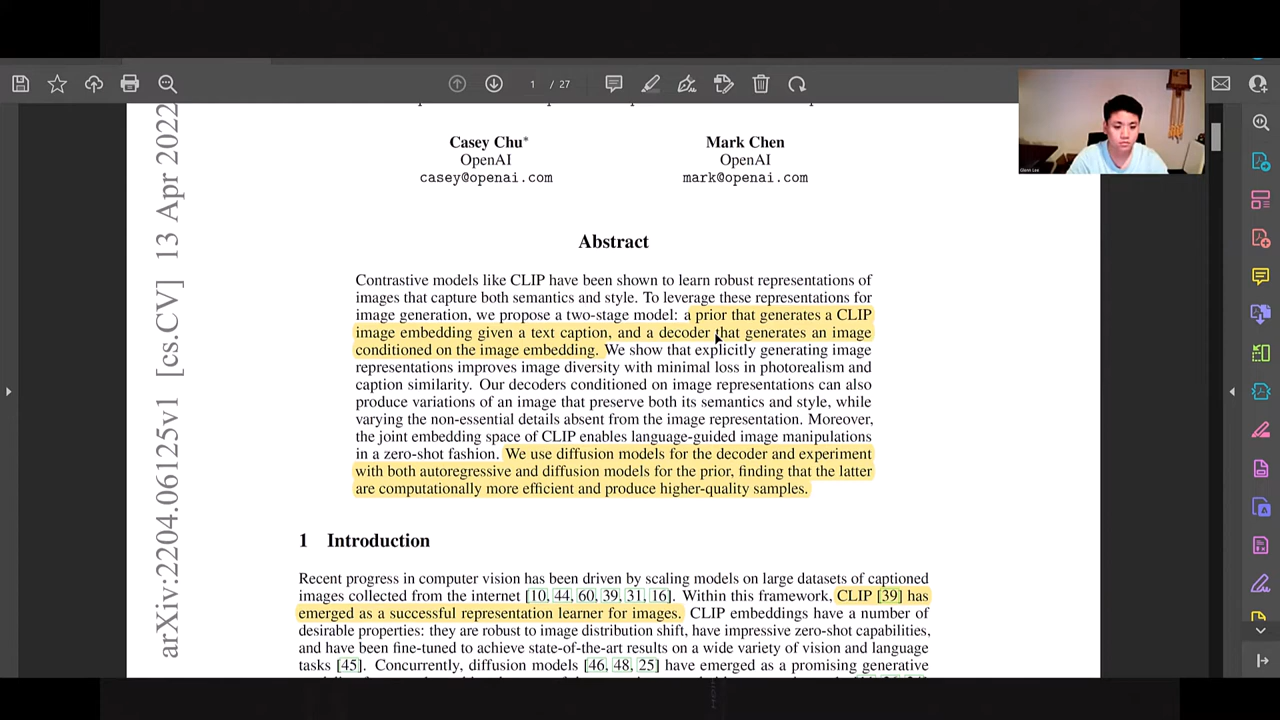 1 / 27
Casey Chu*
OpenAI
casey@openai.com
Mark Chen
OpenAI
mark@openai.com
arXiv:2204.06125v1 [cs.CV] 13 Apr 2022
Abstract
Contrastive models like CLIP have been shown to learn robust representations of
images that capture both semantics and style. To leverage these representations for
image generation, we propose a two-stage model: a prior that generates a CLIP
image embedding given a text caption, and a decoder that generates an image
conditioned on the image embedding. We show that explicitly generating image
representations improves image diversity with minimal loss in photorealism and
caption similarity. Our decoders conditioned on image representations can also
produce variations of an image that preserve both its semantics and style, while
varying the non-essential details absent from the image representation. Moreover,
the joint embedding space of CLIP enables language-guided image manipulations
in a zero-shot fashion. We use diffusion models for the decoder and experiment
with both autoregressive and diffusion models for the prior, finding that the latter
are computationally more efficient and produce higher-quality samples.
1 Introduction
Recent progress in computer vision has been driven by scaling models on large datasets of captioned
images collected from the internet [10, 44, 60, 39, 31, 16]. Within this framework, CLIP [39] has
emerged as a successful representation learner for images. CLIP embeddings have a number of
desirable properties: they are robust to image distribution shift, have impressive zero-shot capabilities,
and have been fine-tuned to achieve state-of-the-art results on a wide variety of vision and language
tasks [45]. Concurrently, diffusion models [46, 48, 25] have emerged as a promising generative